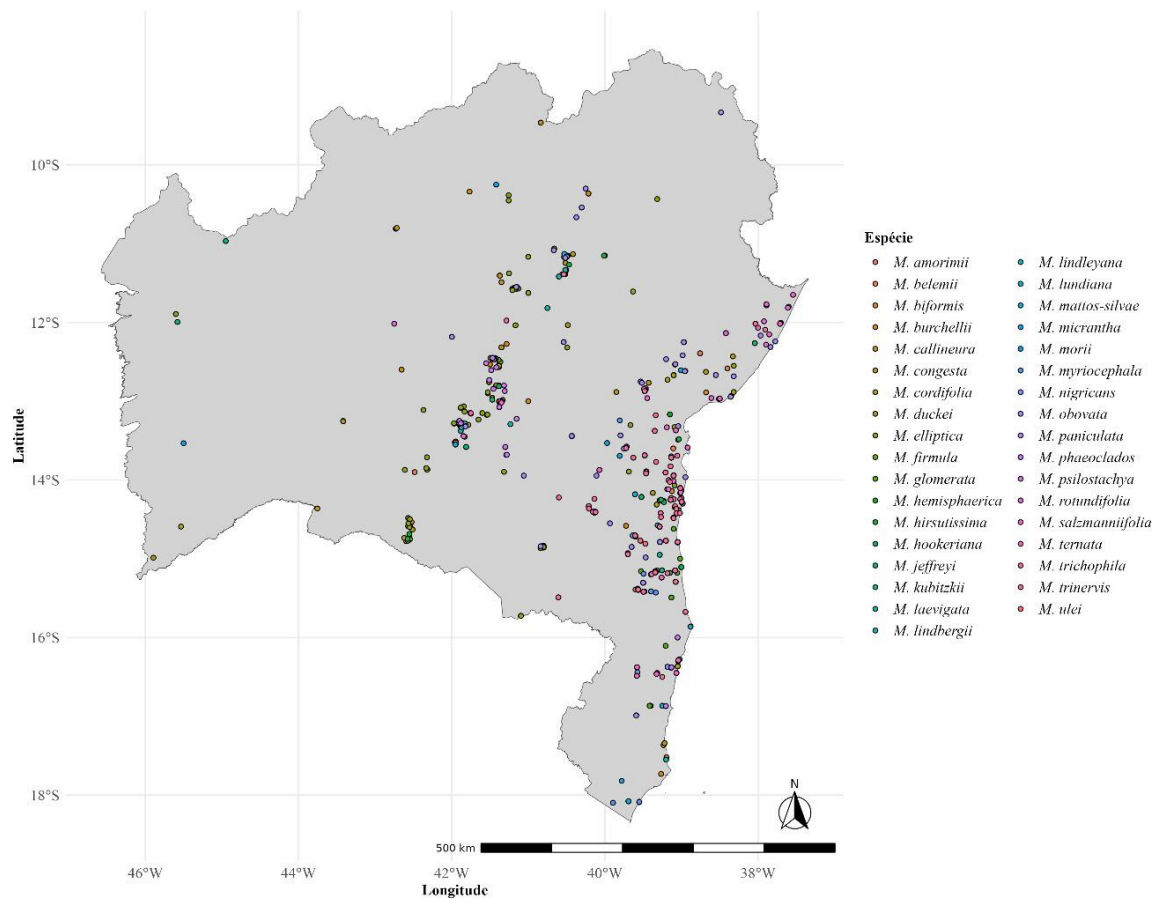 10°S
12°S
14°S
16°S
18°S
Latitude
46°W
44°W
42°W
40°W
38°W
Longitude
500 km
N
Espécie
M. amorimii
M. belemii
M. biformis
M. burchellii
M. callineura
M. congesta
M. cordifolia
M. duckei
M. elliptica
M. firmula
M. glomerata
M. hemisphaerica
M. hirsutissima
M. hookeriana
M. jeffreyi
M. kubitzkii
M. laevigata
M. lindbergii
M. lindleyana
M. lundiana
M. mattos-silvae
M. micrantha
M. morii
M. myriocephala
M. nigricans
M. obovata
M. paniculata
M. phaeoclados
M. psilostachya
M. rotundifolia
M. salzmanniifolia
M. ternata
M. trichophila
M. trinervis
M. ulei